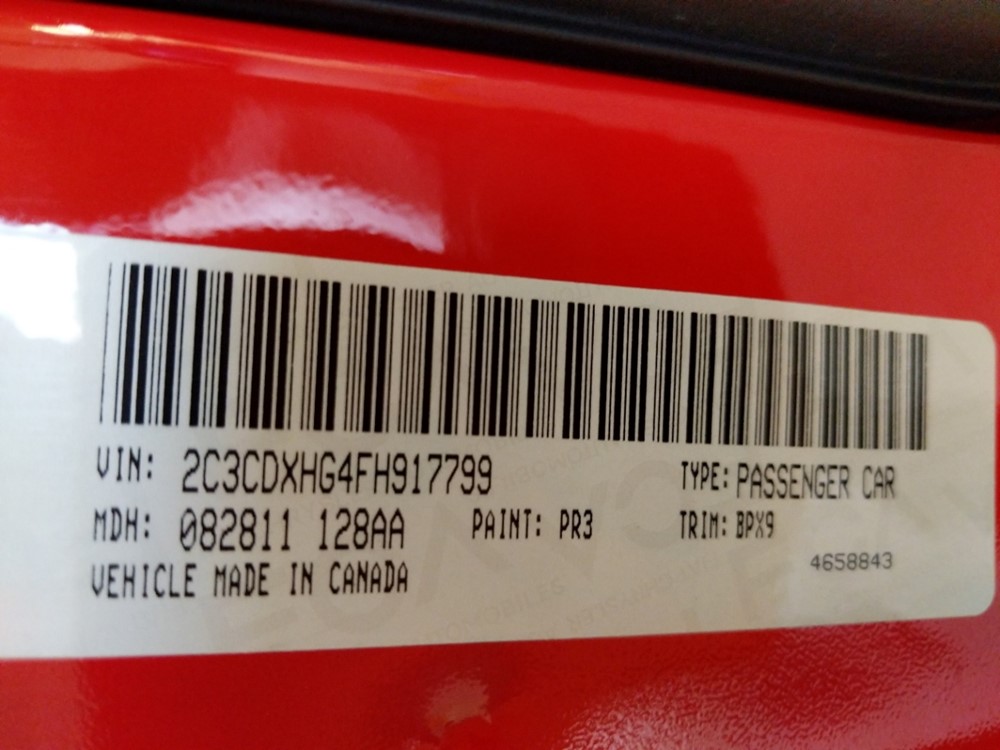 VIN: 2C3CDXHG4FH917799 TYPE: PASSENGER CAR
MDH: 082811 128AA PAINT: PR3 TRIM: BPX9
4658843
VEHICLE MADE IN CANADA